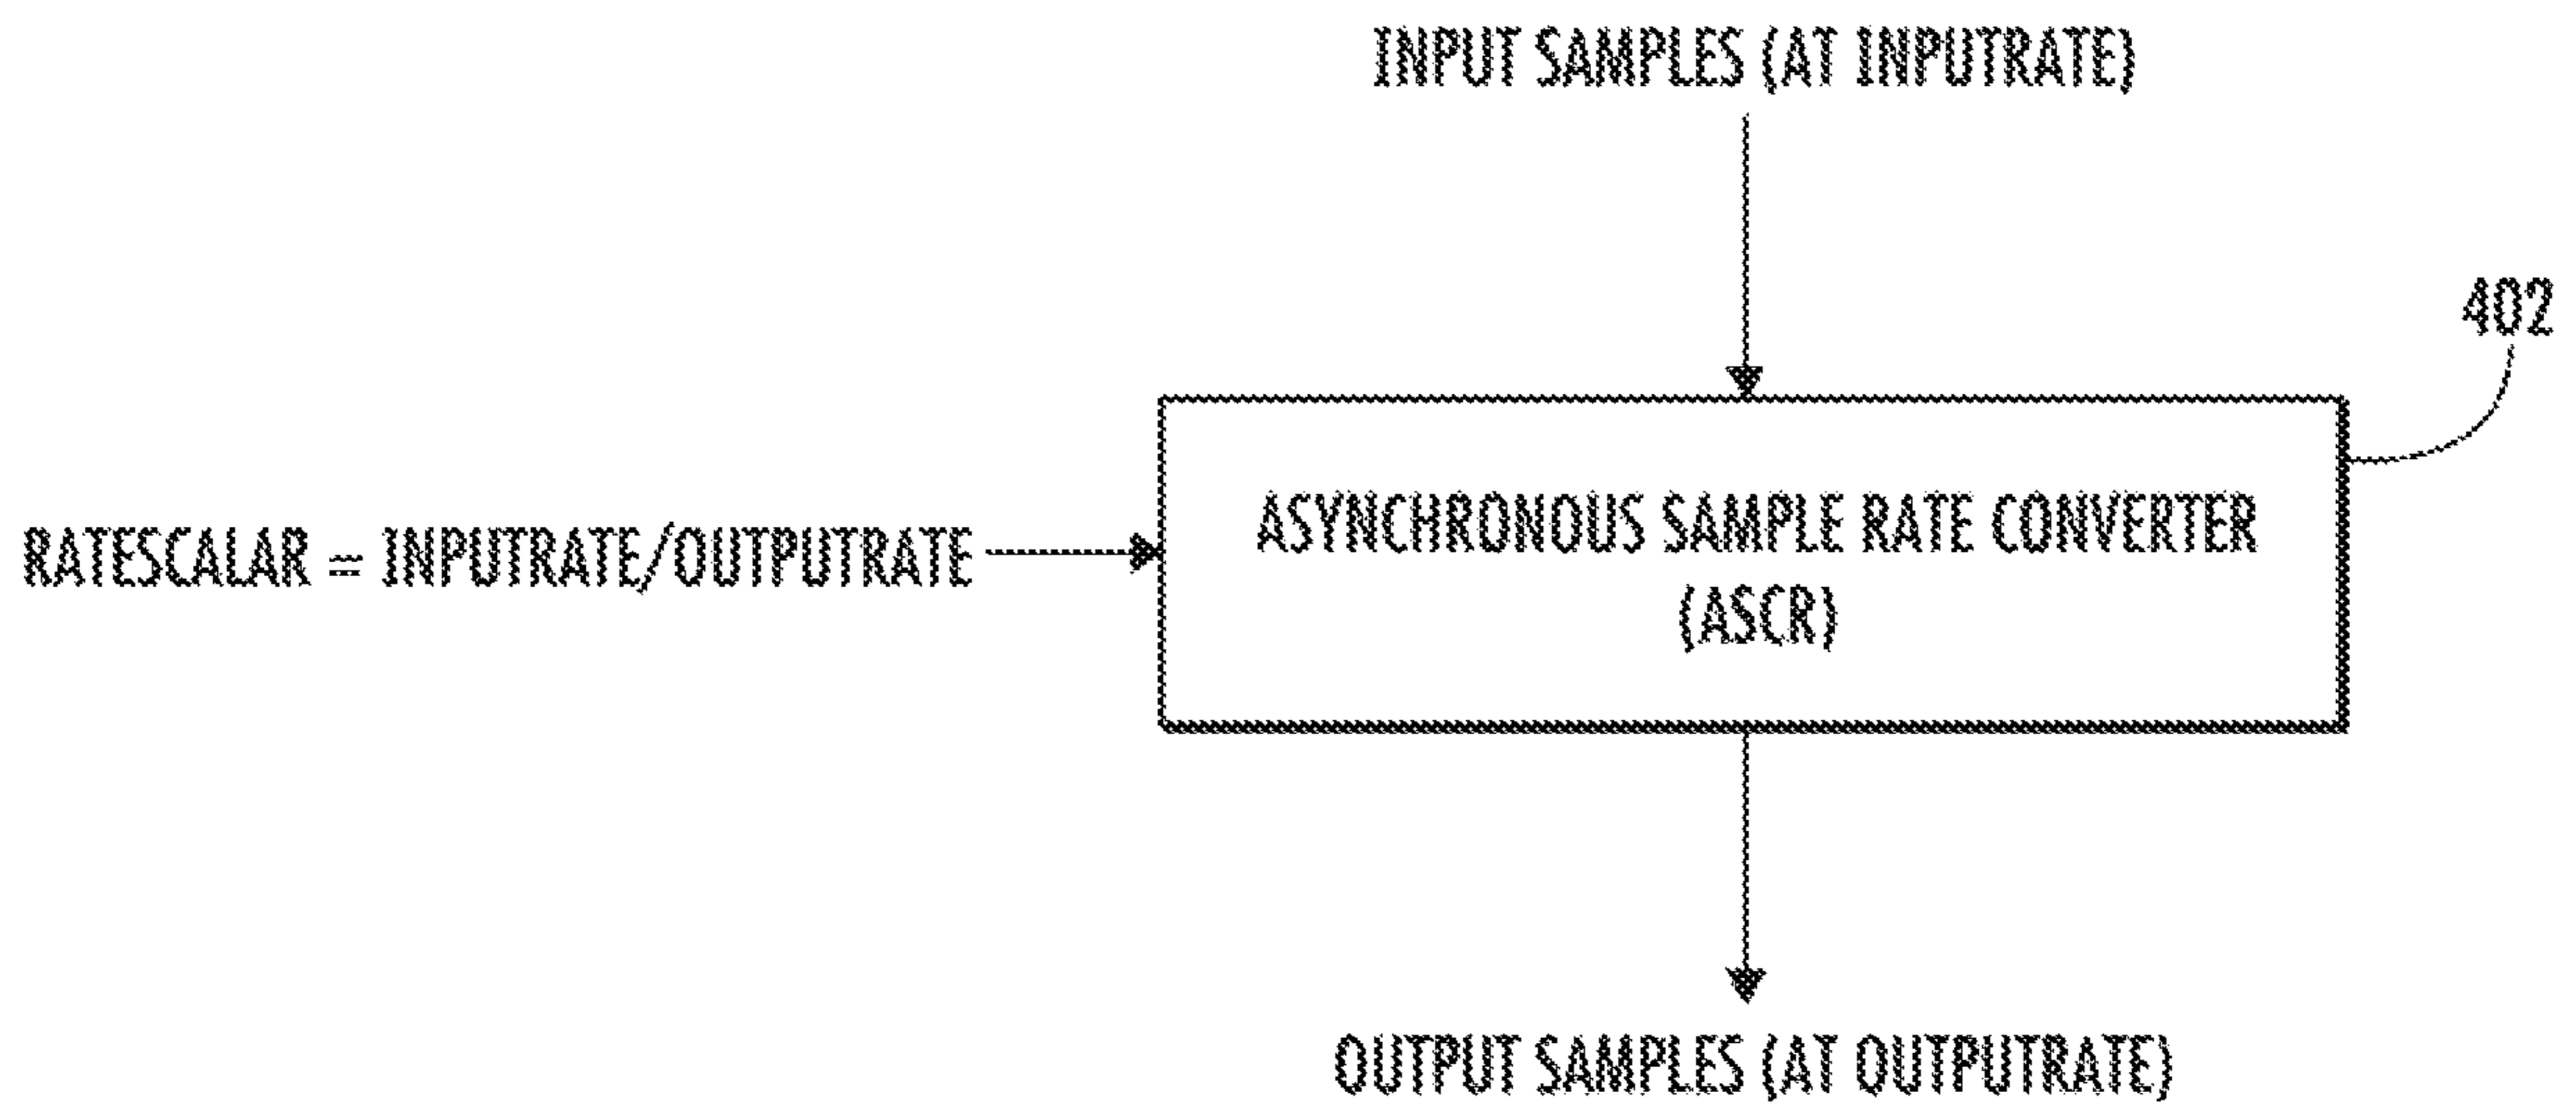 INPUT SAMPLES (AT INPUTRATE)
402
RATESCALAR = INPUTRATE/OUTPUTRATE
ASYNCHRONOUS SAMPLE RATE CONVERTER
(ASCR)
OUTPUT SAMPLES (AT OUTPUTRATE)